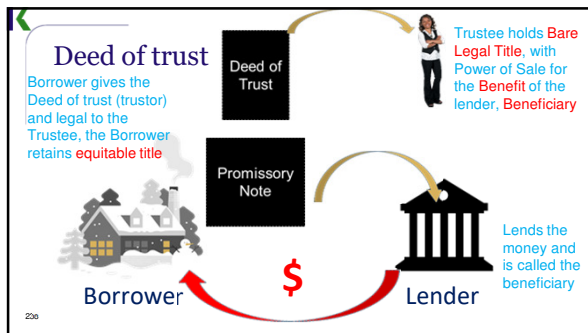 Deed of trust
Borrower gives the
Deed of trust (trustor)
and legal to the
Trustee, the Borrower
retains equitable title
Deed of
Trust
Trustee holds Bare
Legal Title, with
Power of Sale for
the Benefit of the
lender, Beneficiary
Promissory
Note
Lends the
money and
is called the
beneficiary
$
Borrower
Lender